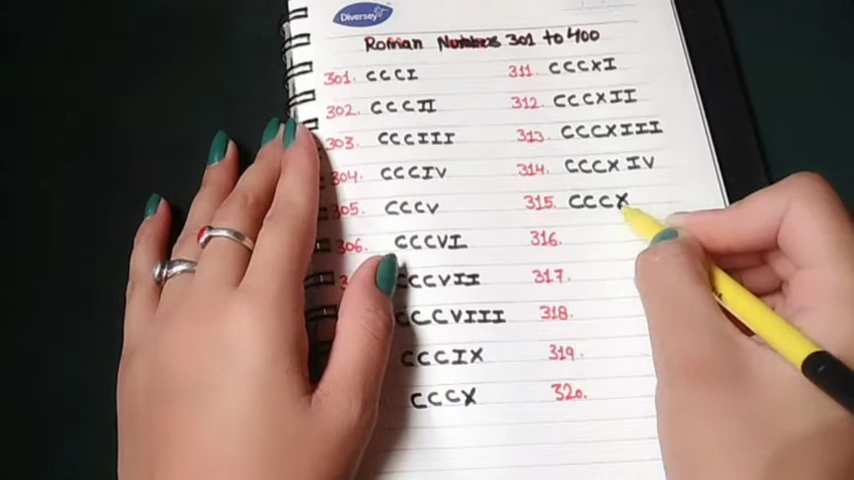 Diversey
Roman Numbers 301 to 400
301. CCCI
302. CCCII
303. CCCIII
304. CCCIV
305. CCCV
306. CCCVI
CCCVII
CCCVIII
CCCIX
CCCX
311. CCCXI
312. CCCXII
313. CCCXIII
314. CCCXIV
315. CCCX
316.
317.
318.
319.
320.